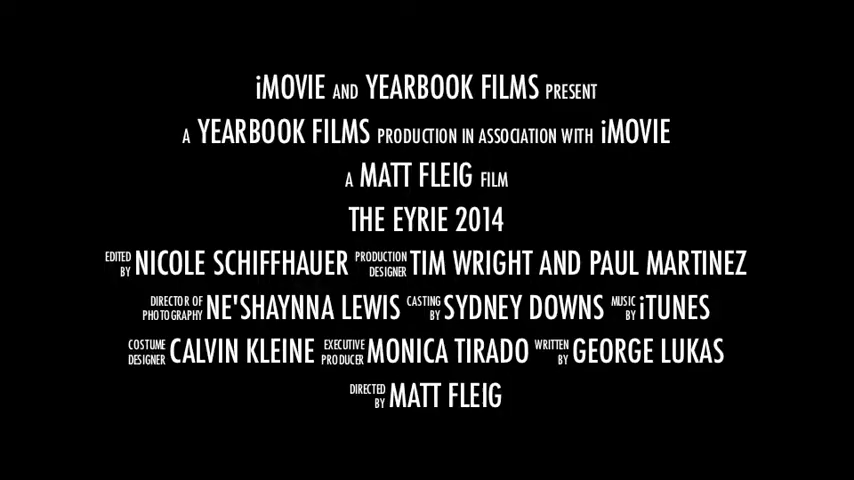 iMOVIE AND YEARBOOK FILMS PRESENT
A YEARBOOK FILMS PRODUCTION IN ASSOCIATION WITH iMOVIE
A MATT FLEIG FILM
THE EYRIE 2014
EDITED BY NICOLE SCHIFFHAUER PRODUCTION DESIGNER TIM WRIGHT AND PAUL MARTINEZ
DIRECTOR OF PHOTOGRAPHY NE'SHAYNNA LEWIS CASTING BY SYDNEY DOWNS MUSIC BY iTUNES
COSTUME DESIGNER CALVIN KLEINE EXECUTIVE PRODUCER MONICA TIRADO WRITTEN BY GEORGE LUKAS
DIRECTED BY MATT FLEIG